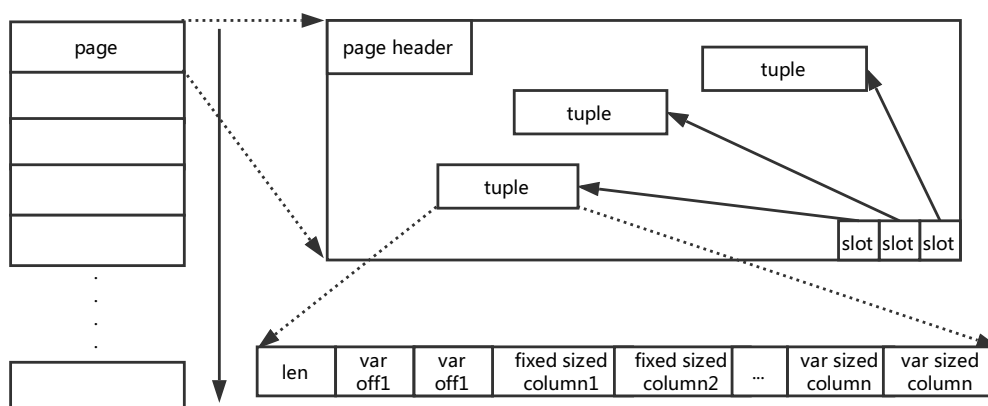 page
page header
tuple
tuple
tuple
slot slot slot
len
var
off1
var
off1
fixed sized
column1
fixed sized
column2
...
var sized
column
var sized
column